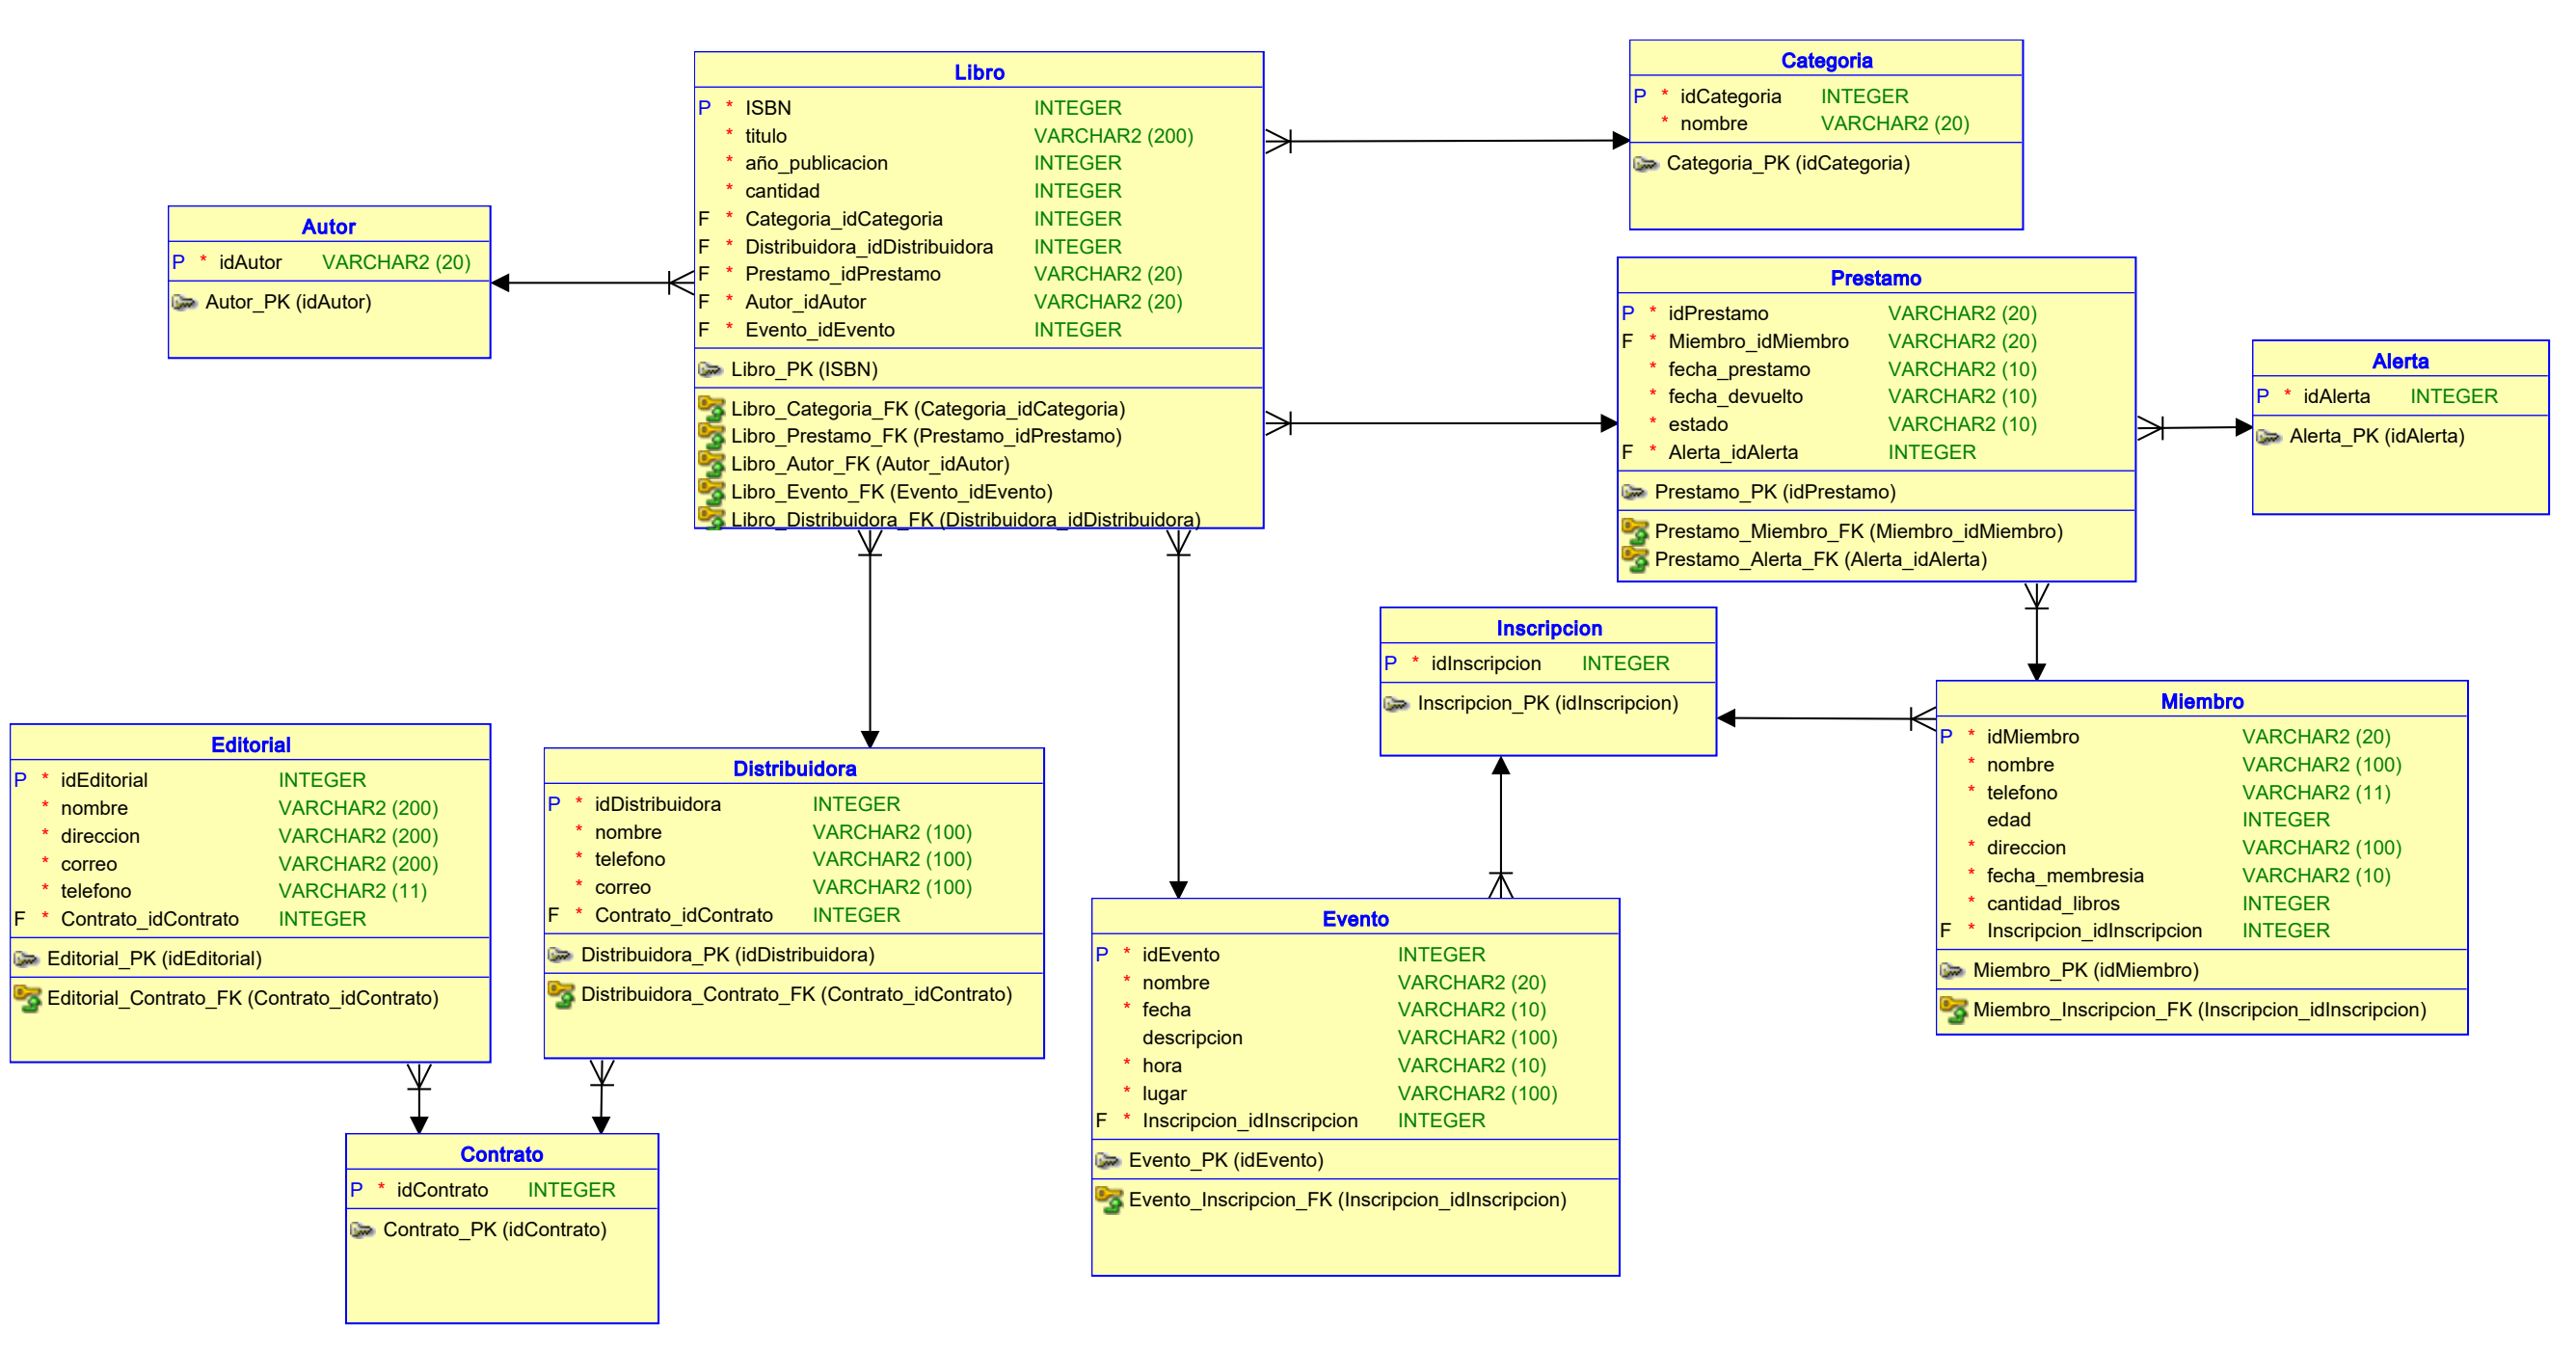 Libro
P * ISBN INTEGER
* titulo VARCHAR2 (200)
* año_publicacion INTEGER
* cantidad INTEGER
F * Categoria_idCategoria INTEGER
F * Distribuidora_idDistribuidora INTEGER
F * Prestamo_idPrestamo VARCHAR2 (20)
F * Autor_idAutor VARCHAR2 (20)
F * Evento_idEvento INTEGER
Libro_PK (ISBN)
Libro_Categoria_FK (Categoria_idCategoria)
Libro_Prestamo_FK (Prestamo_idPrestamo)
Libro_Autor_FK (Autor_idAutor)
Libro_Evento_FK (Evento_idEvento)
Libro_Distribuidora_FK (Distribuidora_idDistribuidora)
Categoria
P * idCategoria INTEGER
* nombre VARCHAR2 (20)
Categoria_PK (idCategoria)
Autor
P * idAutor VARCHAR2 (20)
Autor_PK (idAutor)
Prestamo
P * idPrestamo VARCHAR2 (20)
F * Miembro_idMiembro VARCHAR2 (20)
* fecha_prestamo VARCHAR2 (10)
* fecha_devuelto VARCHAR2 (10)
* estado VARCHAR2 (10)
F * Alerta_idAlerta INTEGER
Prestamo_PK (idPrestamo)
Prestamo_Miembro_FK (Miembro_idMiembro)
Prestamo_Alerta_FK (Alerta_idAlerta)
Alerta
P * idAlerta INTEGER
Alerta_PK (idAlerta)
Inscripcion
P * idInscripcion INTEGER
Inscripcion_PK (idInscripcion)
Miembro
P * idMiembro VARCHAR2 (20)
* nombre VARCHAR2 (100)
* telefono VARCHAR2 (11)
edad INTEGER
* direccion VARCHAR2 (100)
* fecha_membresia VARCHAR2 (10)
* cantidad_libros INTEGER
F * Inscripcion_idInscripcion INTEGER
Miembro_PK (idMiembro)
Miembro_Inscripcion_FK (Inscripcion_idInscripcion)
Editorial
P * idEditorial INTEGER
* nombre VARCHAR2 (200)
* direccion VARCHAR2 (200)
* correo VARCHAR2 (200)
* telefono VARCHAR2 (11)
F * Contrato_idContrato INTEGER
Editorial_PK (idEditorial)
Editorial_Contrato_FK (Contrato_idContrato)
Distribuidora
P * idDistribuidora INTEGER
* nombre VARCHAR2 (100)
* telefono VARCHAR2 (100)
* correo VARCHAR2 (100)
F * Contrato_idContrato INTEGER
Distribuidora_PK (idDistribuidora)
Distribuidora_Contrato_FK (Contrato_idContrato)
Evento
P * idEvento INTEGER
* nombre VARCHAR2 (20)
* fecha VARCHAR2 (10)
descripcion VARCHAR2 (100)
* hora VARCHAR2 (10)
* lugar VARCHAR2 (100)
F * Inscripcion_idInscripcion INTEGER
Evento_PK (idEvento)
Evento_Inscripcion_FK (Inscripcion_idInscripcion)
Contrato
P * idContrato INTEGER
Contrato_PK (idContrato)